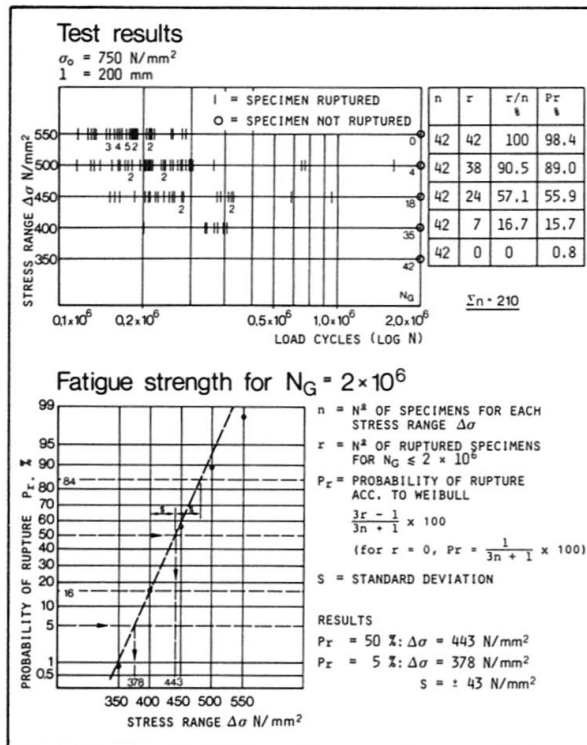 Test results
σo = 750 N/mm²
l = 200 mm
| = SPECIMEN RUPTURED
O = SPECIMEN NOT RUPTURED
STRESS RANGE Δσ N/mm²
550
500
450
400
350
3 4 5 2 2
2 2
2 2
0
4
18
35
42
NG
0.1×10⁶ 0.2×10⁶ 0.5×10⁶ 1.0×10⁶ 2.0×10⁶
LOAD CYCLES (LOG N)
n r r/n % Pr %
42 42 100 98.4
42 38 90.5 89.0
42 24 57.1 55.9
42 7 16.7 15.7
42 0 0 0.8
Σn = 210
Fatigue strength for NG = 2×10⁶
PROBABILITY OF RUPTURE Pr. %
99
95
90
84
80
70
60
50
40
30
20
16
10
5
1
0.5
s s
378 443
350 400 450 500 550
STRESS RANGE Δσ N/mm²
n = Nº OF SPECIMENS FOR EACH
STRESS RANGE Δσ
r = Nº OF RUPTURED SPECIMENS
FOR NG ≤ 2 × 10⁶
Pr = PROBABILITY OF RUPTURE
ACC. TO WEIBULL
(3r − 1)/(3n + 1) x 100
(for r = 0, Pr = 1/(3n + 1) x 100)
S = STANDARD DEVIATION
RESULTS
Pr = 50 %: Δσ = 443 N/mm²
Pr = 5 %: Δσ = 378 N/mm²
S = ± 43 N/mm²